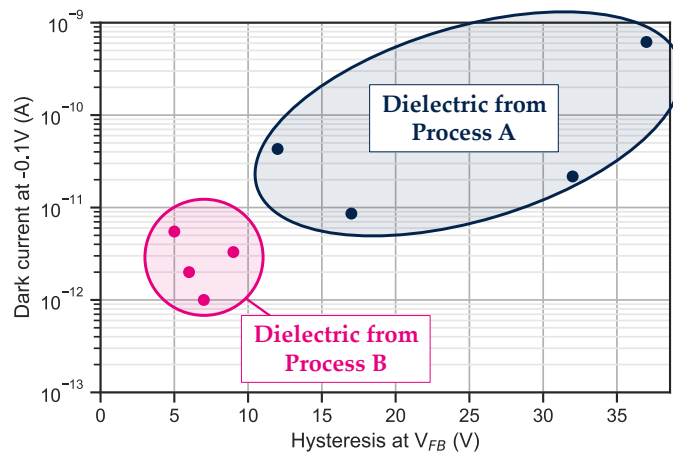 10⁻⁹
10⁻¹⁰
10⁻¹¹
10⁻¹²
10⁻¹³
Dark current at -0.1V (A)
Dielectric from
Process A
Dielectric from
Process B
0 5 10 15 20 25 30 35
Hysteresis at V_FB (V)